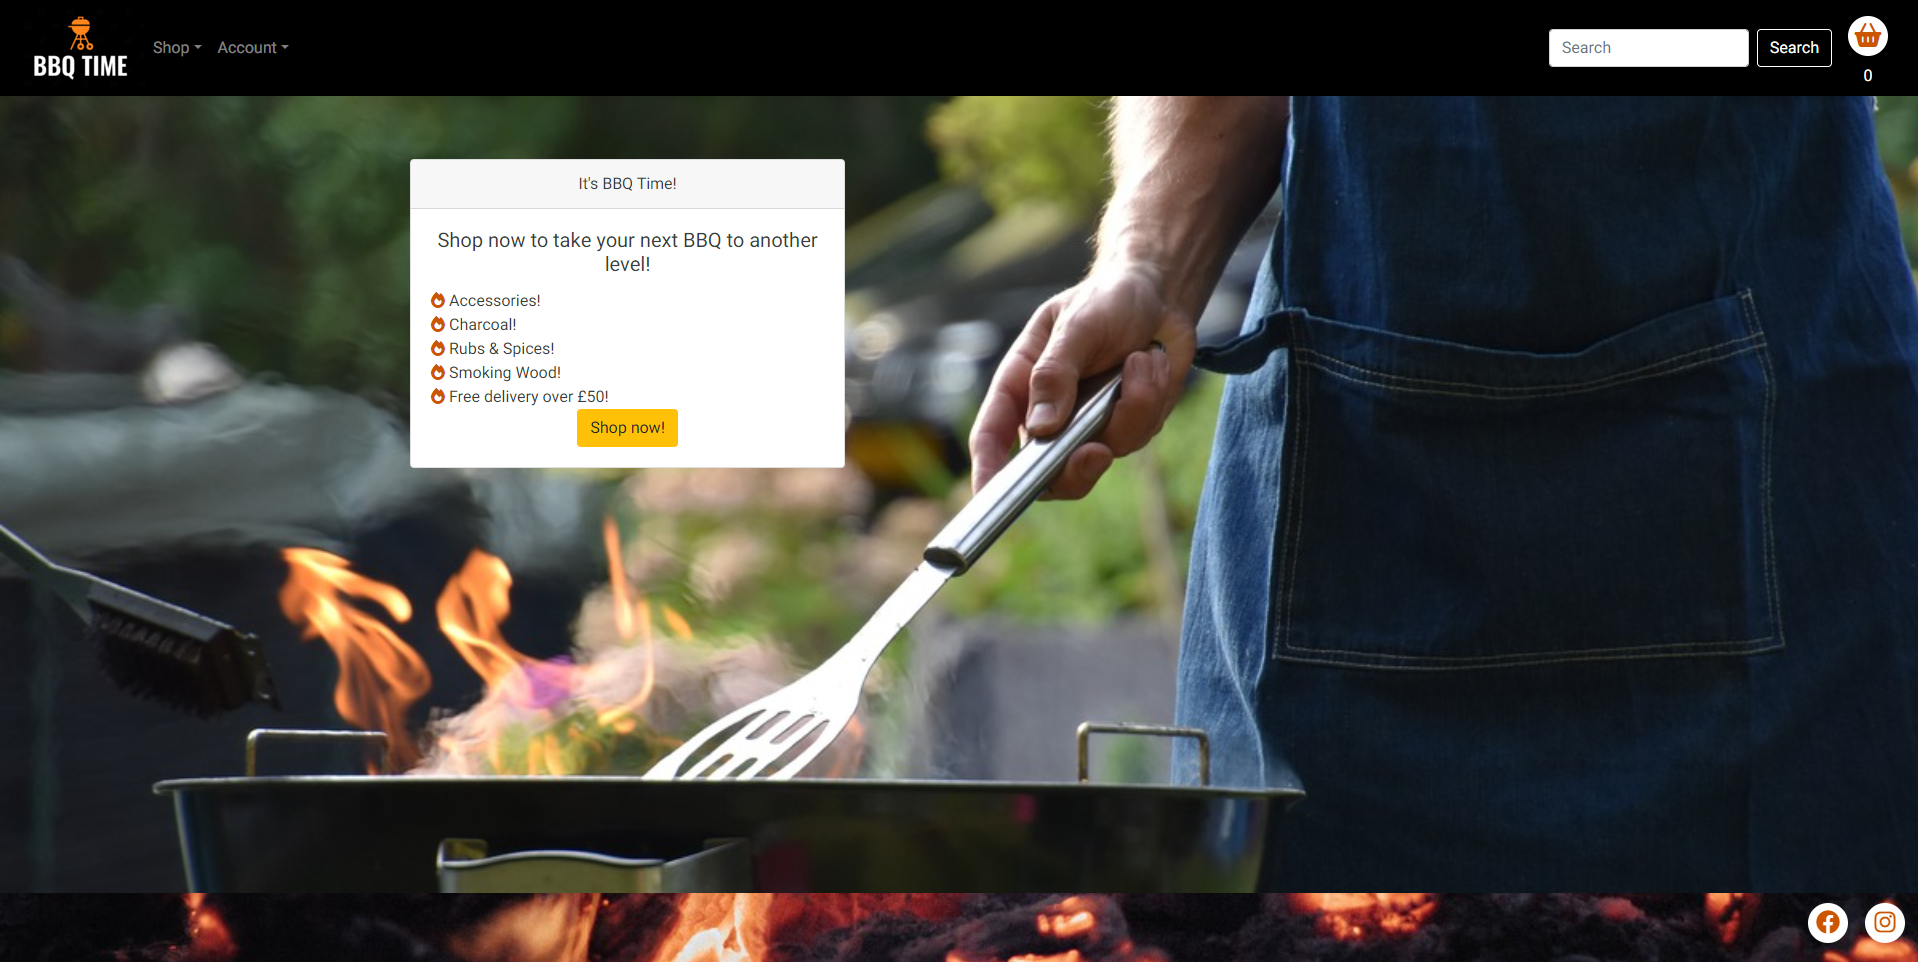 BBQ TIME
Shop
Account
Search
Search
0
It's BBQ Time!
Shop now to take your next BBQ to another
level!
Accessories!
Charcoal!
Rubs & Spices!
Smoking Wood!
Free delivery over £50!
Shop now!